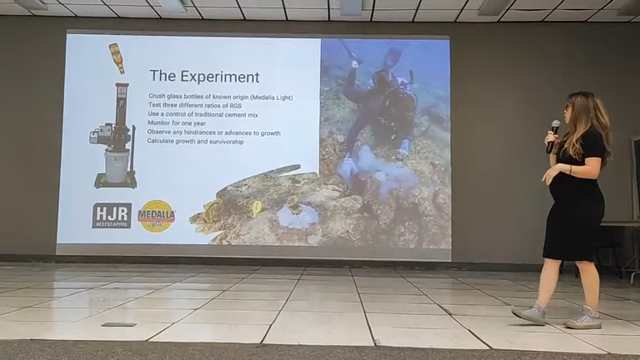 The Experiment
Crush glass bottles of known origin (Medalla Light)
Test three different ratios of RGS
Use a control of traditional cement mix
Monitor for one year
Observe any hindrances or advances to growth
Calculate growth and survivorship
HJR
REEFSCAPING
MEDALLA
Light